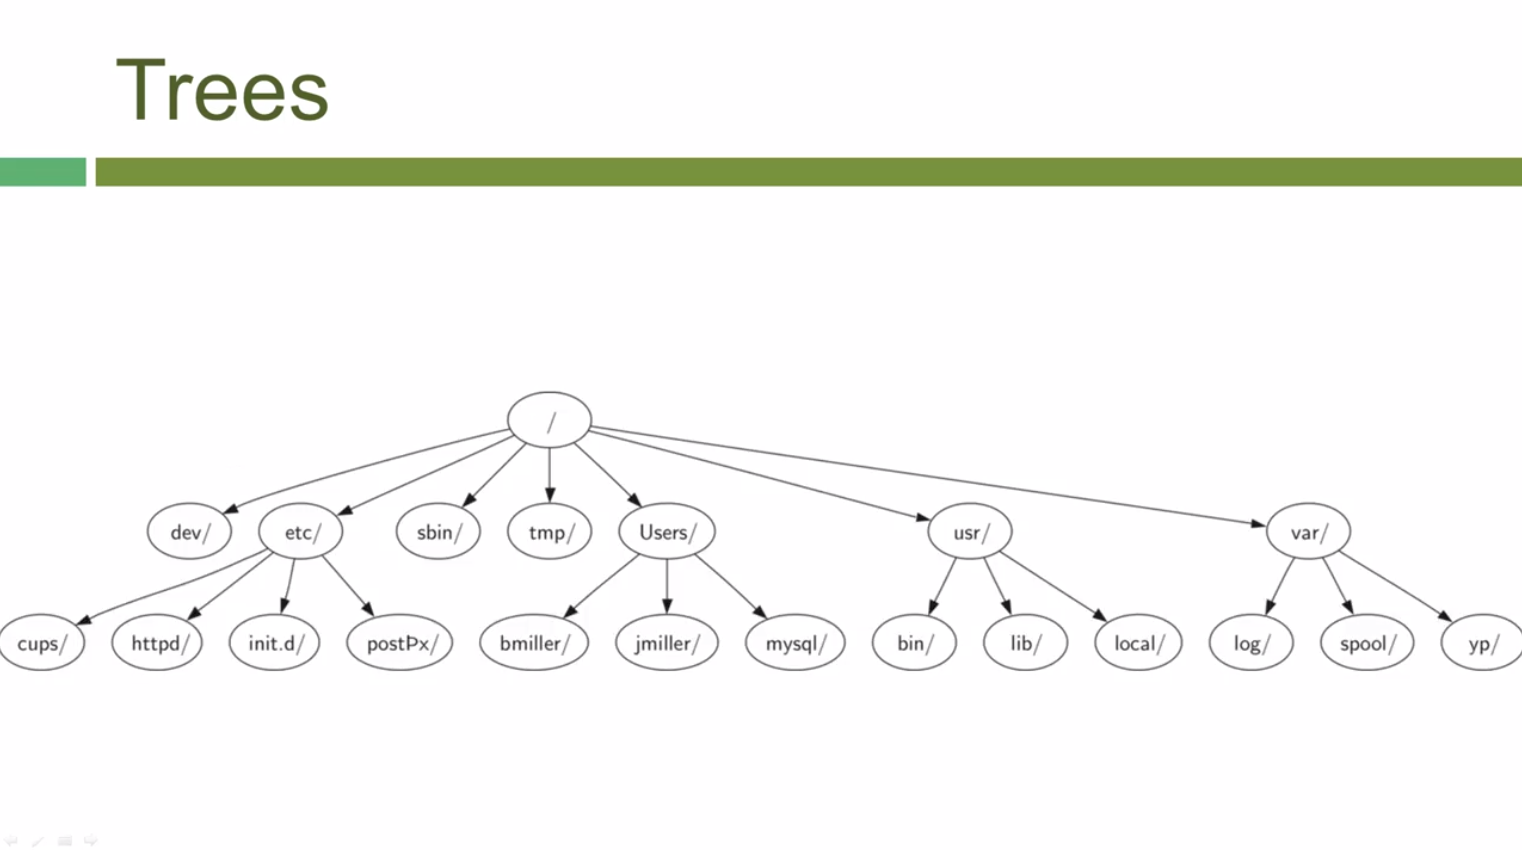 Trees
/
dev/ etc/ sbin/ tmp/ Users/ usr/ var/
cups/ httpd/ init.d/ postÞx/ bmiller/ jmiller/ mysql/ bin/ lib/ local/ log/ spool/ yp/